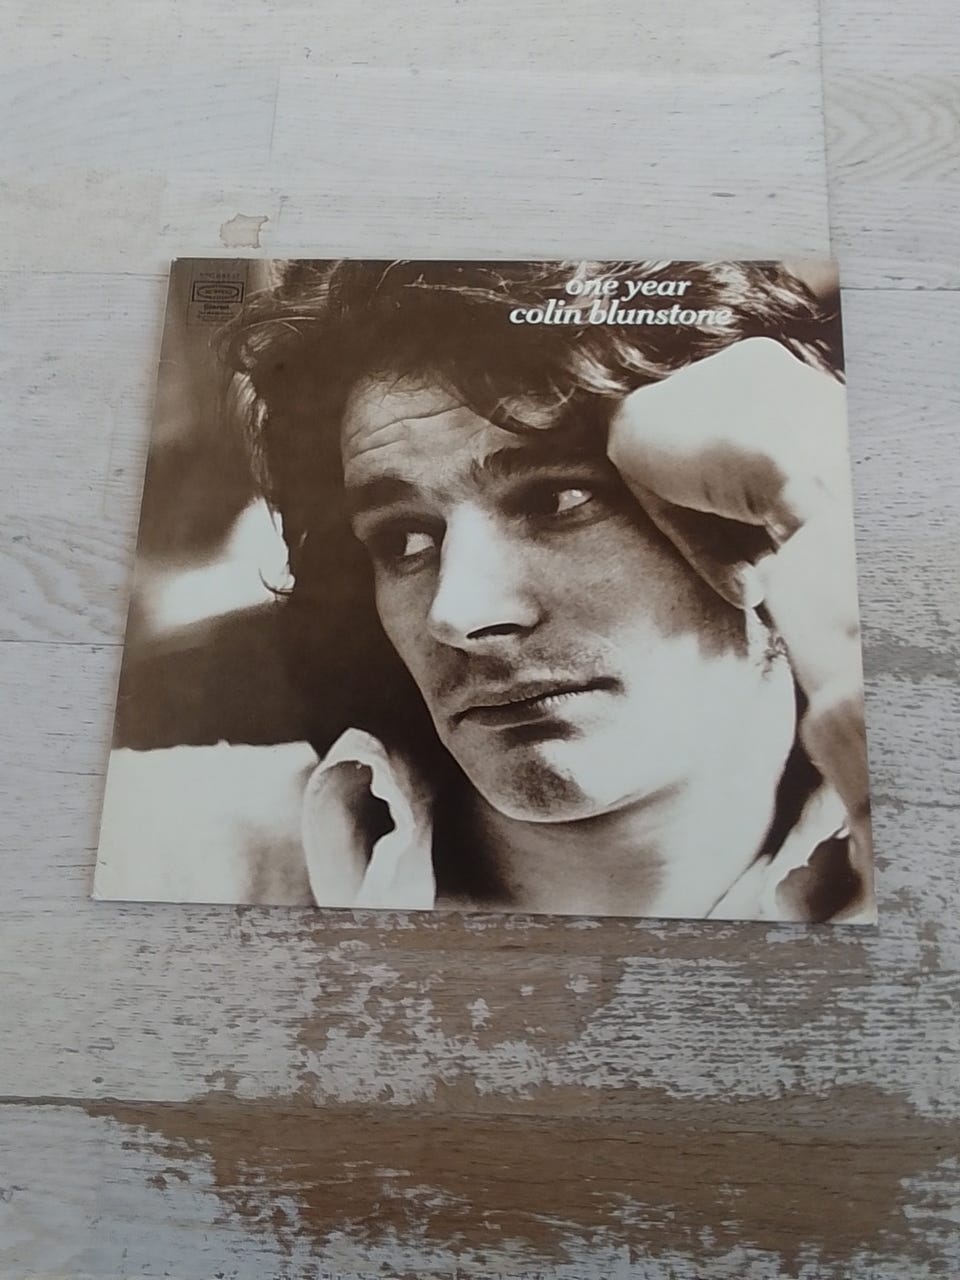 one year
colin blunstone